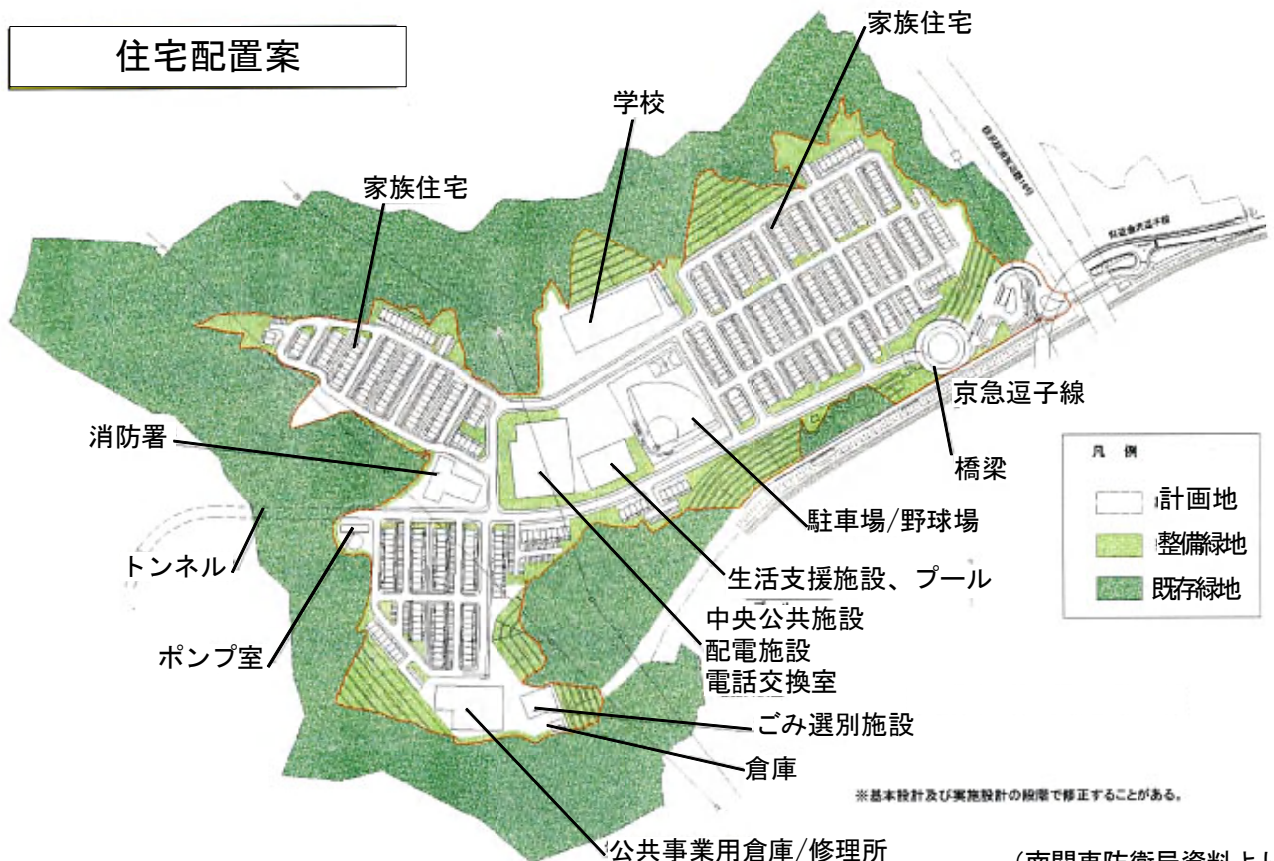 住宅配置案
家族住宅
学校
家族住宅
京急逗子線
消防署
橋梁
凡 例
計画地
整備緑地
既存緑地
駐車場/野球場
トンネル
生活支援施設、プール
中央公共施設
配電施設
電話交換室
ポンプ室
ごみ選別施設
倉庫
※基本設計及び実施設計の段階で修正することがある。
公共事業用倉庫/修理所